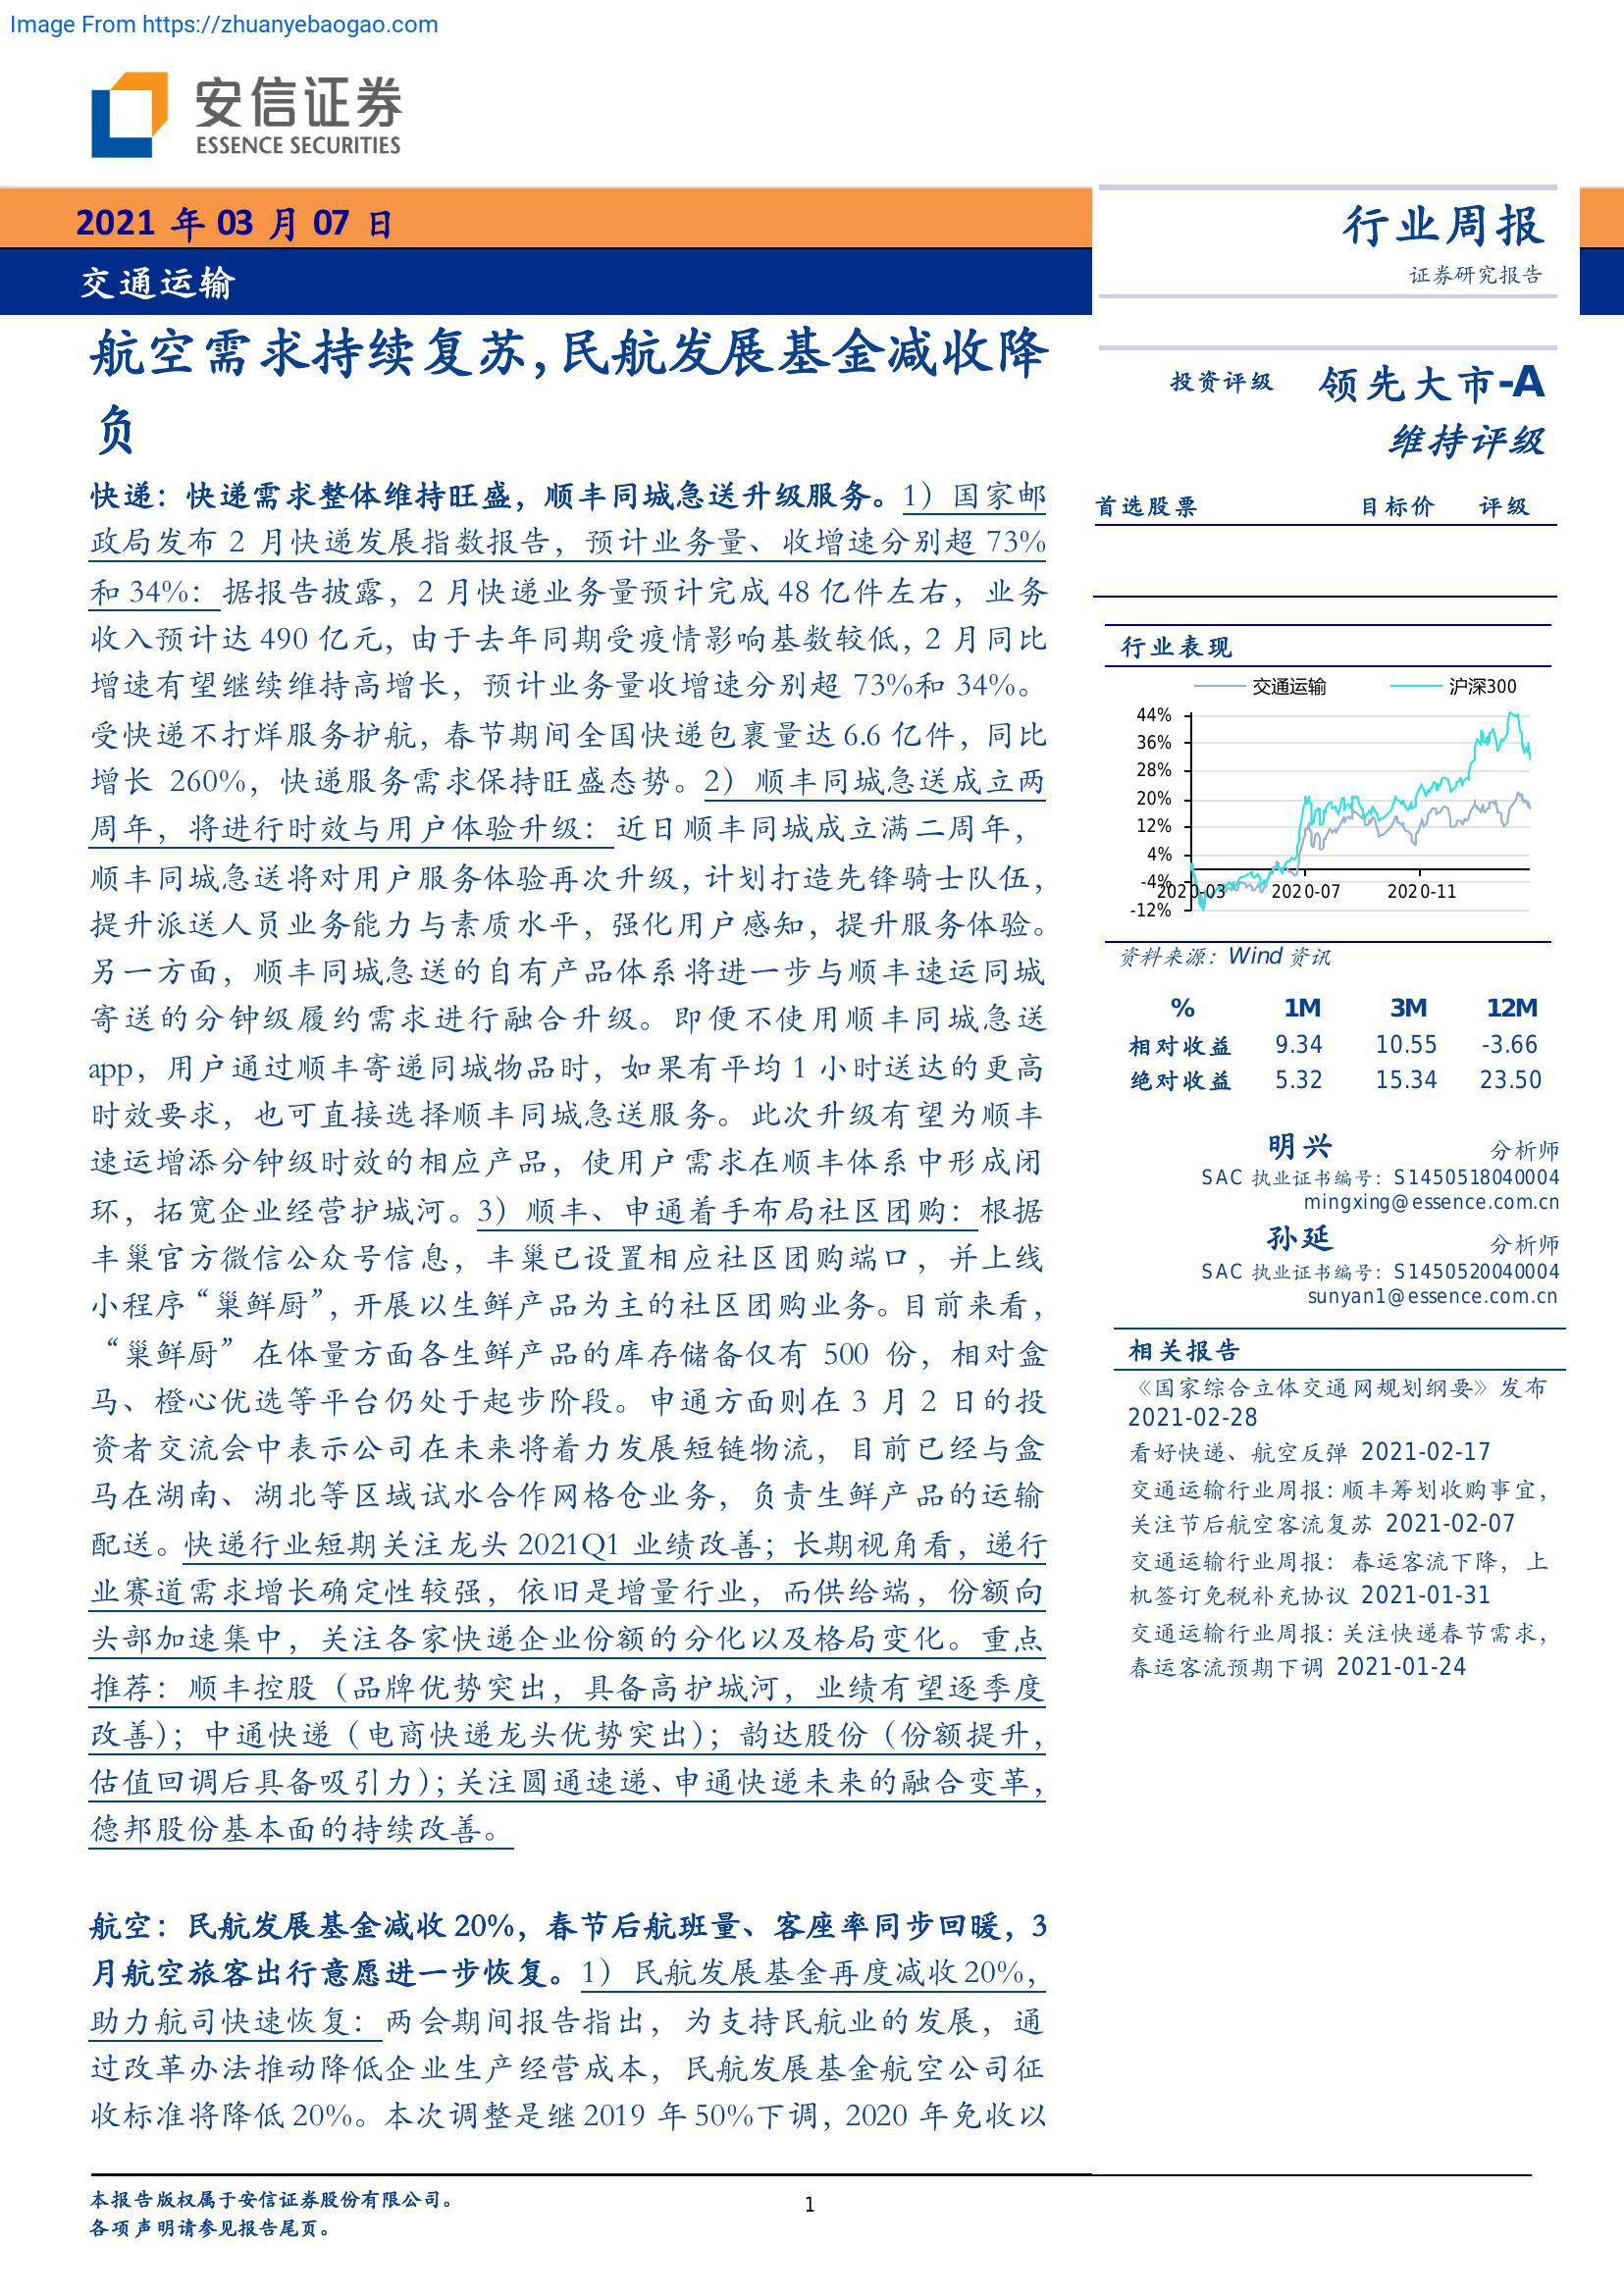 Image From https://zhuanyebaogao.com
安信证券
ESSENCE SECURITIES
2021 年 03 月 07 日
交通运输
行业周报
证券研究报告
航空需求持续复苏,民航发展基金减收降
负
快递：快递需求整体维持旺盛，顺丰同城急送升级服务。1）国家邮
政局发布 2 月快递发展指数报告，预计业务量、收增速分别超 73%
和 34%：据报告披露，2 月快递业务量预计完成 48 亿件左右，业务
收入预计达 490 亿元，由于去年同期受疫情影响基数较低，2 月同比
增速有望继续维持高增长，预计业务量收增速分别超 73%和 34%。
受快递不打烊服务护航，春节期间全国快递包裹量达 6.6 亿件，同比
增长 260%，快递服务需求保持旺盛态势。2）顺丰同城急送成立两
周年，将进行时效与用户体验升级：近日顺丰同城成立满二周年，
顺丰同城急送将对用户服务体验再次升级，计划打造先锋骑士队伍，
提升派送人员业务能力与素质水平，强化用户感知，提升服务体验。
另一方面，顺丰同城急送的自有产品体系将进一步与顺丰速运同城
寄送的分钟级履约需求进行融合升级。即便不使用顺丰同城急送
app，用户通过顺丰寄递同城物品时，如果有平均 1 小时送达的更高
时效要求，也可直接选择顺丰同城急送服务。此次升级有望为顺丰
速运增添分钟级时效的相应产品，使用户需求在顺丰体系中形成闭
环，拓宽企业经营护城河。3）顺丰、申通着手布局社区团购：根据
丰巢官方微信公众号信息，丰巢已设置相应社区团购端口，并上线
小程序“巢鲜厨”，开展以生鲜产品为主的社区团购业务。目前来看，
“巢鲜厨”在体量方面各生鲜产品的库存储备仅有 500 份，相对盒
马、橙心优选等平台仍处于起步阶段。申通方面则在 3 月 2 日的投
资者交流会中表示公司在未来将着力发展短链物流，目前已经与盒
马在湖南、湖北等区域试水合作网格仓业务，负责生鲜产品的运输
配送。快递行业短期关注龙头 2021Q1 业绩改善；长期视角看，递行
业赛道需求增长确定性较强，依旧是增量行业，而供给端，份额向
头部加速集中，关注各家快递企业份额的分化以及格局变化。重点
推荐：顺丰控股（品牌优势突出，具备高护城河，业绩有望逐季度
改善）；中通快递（电商快递龙头优势突出）；韵达股份（份额提升，
估值回调后具备吸引力）；关注圆通速递、申通快递未来的融合变革，
德邦股份基本面的持续改善。
航空：民航发展基金减收 20%，春节后航班量、客座率同步回暖，3
月航空旅客出行意愿进一步恢复。1）民航发展基金再度减收 20%，
助力航司快速恢复：两会期间报告指出，为支持民航业的发展，通
过改革办法推动降低企业生产经营成本，民航发展基金航空公司征
收标准将降低 20%。本次调整是继 2019 年 50%下调，2020 年免收以
投资评级 领先大市-A
维持评级
首选股票 目标价 评级
行业表现
交通运输 沪深300
44%
36%
28%
20%
12%
4%
-4%
-12%
2020-03 2020-07 2020-11
资料来源：Wind 资讯
% 1M 3M 12M
相对收益 9.34 10.55 -3.66
绝对收益 5.32 15.34 23.50
明兴 分析师
SAC 执业证书编号：S1450518040004
mingxing@essence.com.cn
孙延 分析师
SAC 执业证书编号：S1450520040004
sunyan1@essence.com.cn
相关报告
《国家综合立体交通网规划纲要》发布
2021-02-28
看好快递、航空反弹 2021-02-17
交通运输行业周报：顺丰筹划收购事宜，
关注节后航空客流复苏 2021-02-07
交通运输行业周报：春运客流下降，上
机签订免税补充协议 2021-01-31
交通运输行业周报：关注快递春节需求，
春运客流预期下调 2021-01-24
本报告版权属于安信证券股份有限公司。
各项声明请参见报告尾页。
1